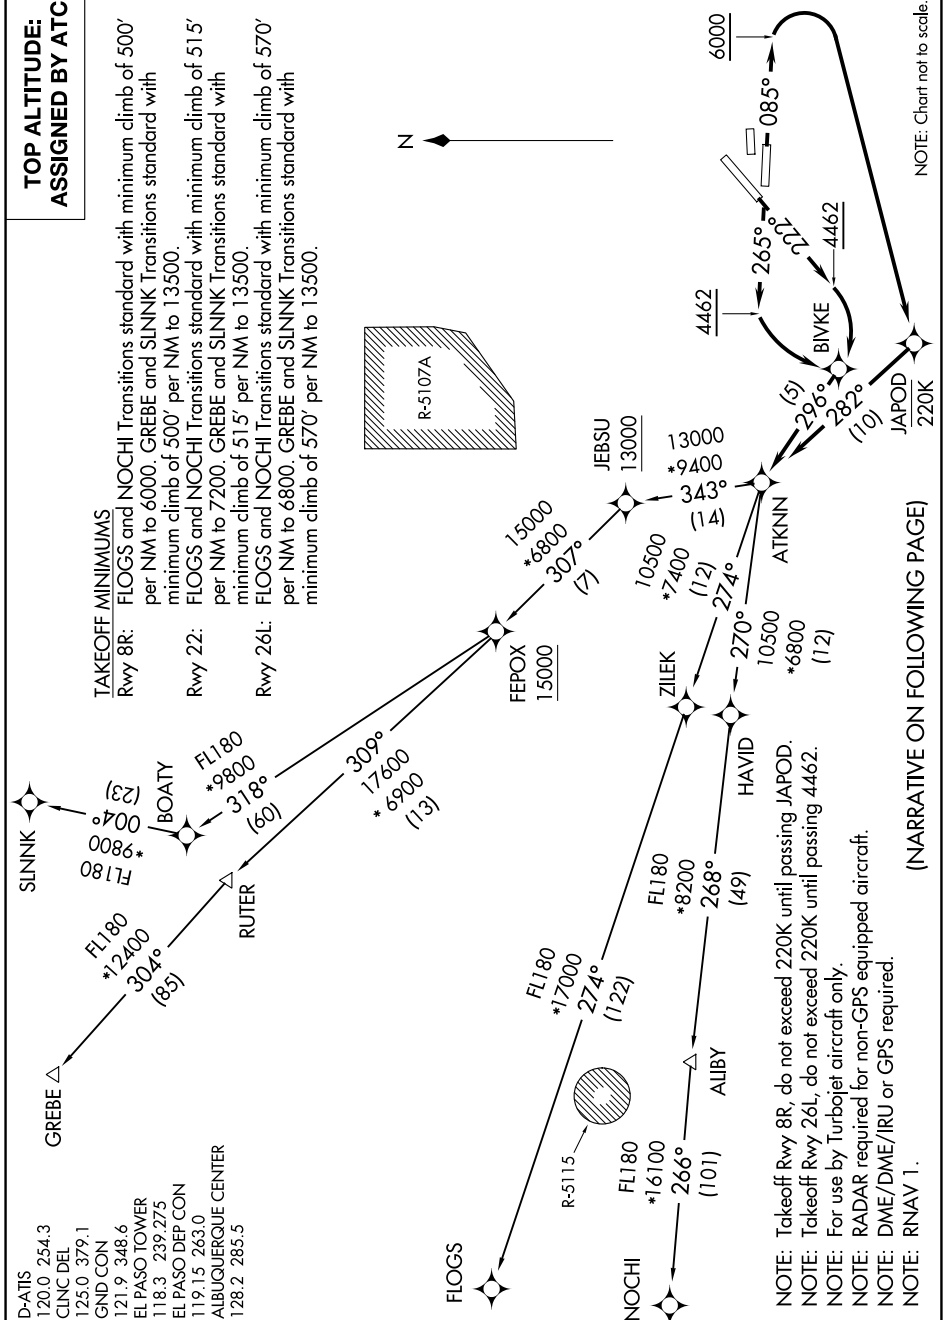 TOP ALTITUDE:
ASSIGNED BY ATC
D-ATIS
120.0 254.3
CLNC DEL
125.0 379.1
GND CON
121.9 348.6
EL PASO TOWER
118.3 239.275
EL PASO DEP CON
119.15 263.0
ALBUQUERQUE CENTER
128.2 285.5
TAKEOFF MINIMUMS
Rwy 8R: FLOGS and NOCHI Transitions standard with minimum climb of 500'
per NM to 6000. GREBE and SLNNK Transitions standard with
minimum climb of 500' per NM to 13500.
Rwy 22: FLOGS and NOCHI Transitions standard with minimum climb of 515'
per NM to 7200. GREBE and SLNNK Transitions standard with
minimum climb of 515' per NM to 13500.
Rwy 26L: FLOGS and NOCHI Transitions standard with minimum climb of 570'
per NM to 6800. GREBE and SLNNK Transitions standard with
minimum climb of 570' per NM to 13500.
SLNNK
FL180
*9800
004°
(23)
BOATY
GREBE
FL180
*12400
304°
(85)
RUTER
FL180
*9800
318°
(60)
309°
17600
*6900
(13)
FEPOX
15000
15000
*6800
307°
(7)
JEBSU
13000
13000
*9400
343°
(14)
R-5107A
N
6000
085°
265°
222°
4462
4462
BIVKE
(5)
296°
282°
(10)
JAPOD
220K
ATKNN
10500
*7400
(12)
274°
270°
10500
*6800
(12)
ZILEK
HAVID
FL180
*17000
274°
(122)
FL180
*8200
268°
(49)
R-5115
ALIBY
FL180
*16100
266°
(101)
FLOGS
NOCHI
NOTE: Takeoff Rwy 8R, do not exceed 220K until passing JAPOD.
NOTE: Takeoff Rwy 26L, do not exceed 220K until passing 4462.
NOTE: For use by Turbojet aircraft only.
NOTE: RADAR required for non-GPS equipped aircraft.
NOTE: DME/DME/IRU or GPS required.
NOTE: RNAV 1.
(NARRATIVE ON FOLLOWING PAGE)
NOTE: Chart not to scale.